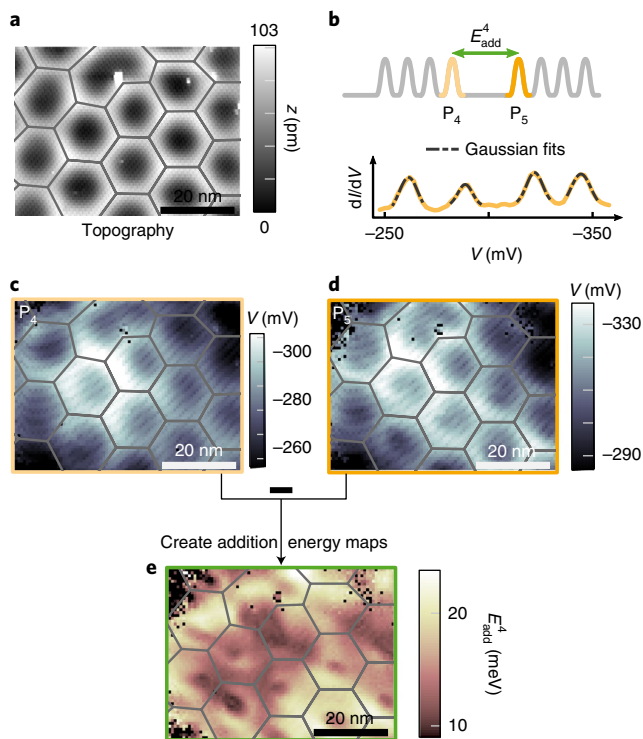 a
103
z (pm)
0
20 nm
Topography
b
E⁴add
P₄
P₅
Gaussian fits
dI/dV
–250
–350
V (mV)
c
P₄
20 nm
V (mV)
–300
–280
–260
d
P₅
20 nm
V (mV)
–330
–290
Create addition energy maps
e
20 nm
20
10
E⁴add (meV)